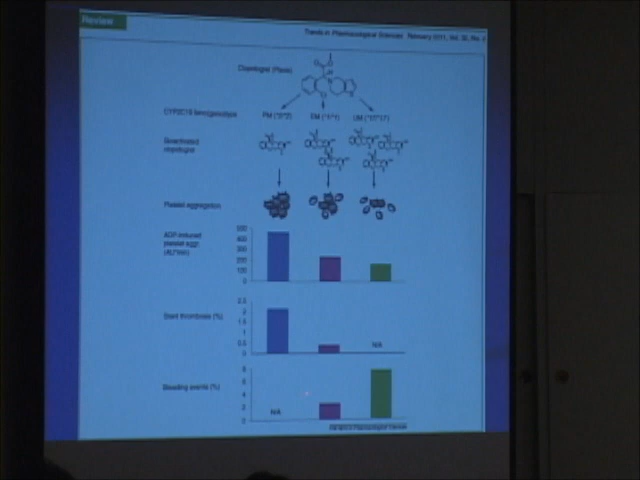 Review
Trends in Pharmacological Sciences February 2011, Vol. 32, No. 2
Clopidogrel (Plavix)
CYP2C19 PM (*2/*2) EM (*1/*1) UM (*17/*17)
Bioactivated
clopidogrel
Platelet aggregation
ADP-induced
platelet aggr.
(AU*min)
500
400
300
200
100
0
Stent thrombosis (%)
2.5
2
1.5
1
0.5
0
N/A
Bleeding events (%)
8
6
4
2
0
N/A